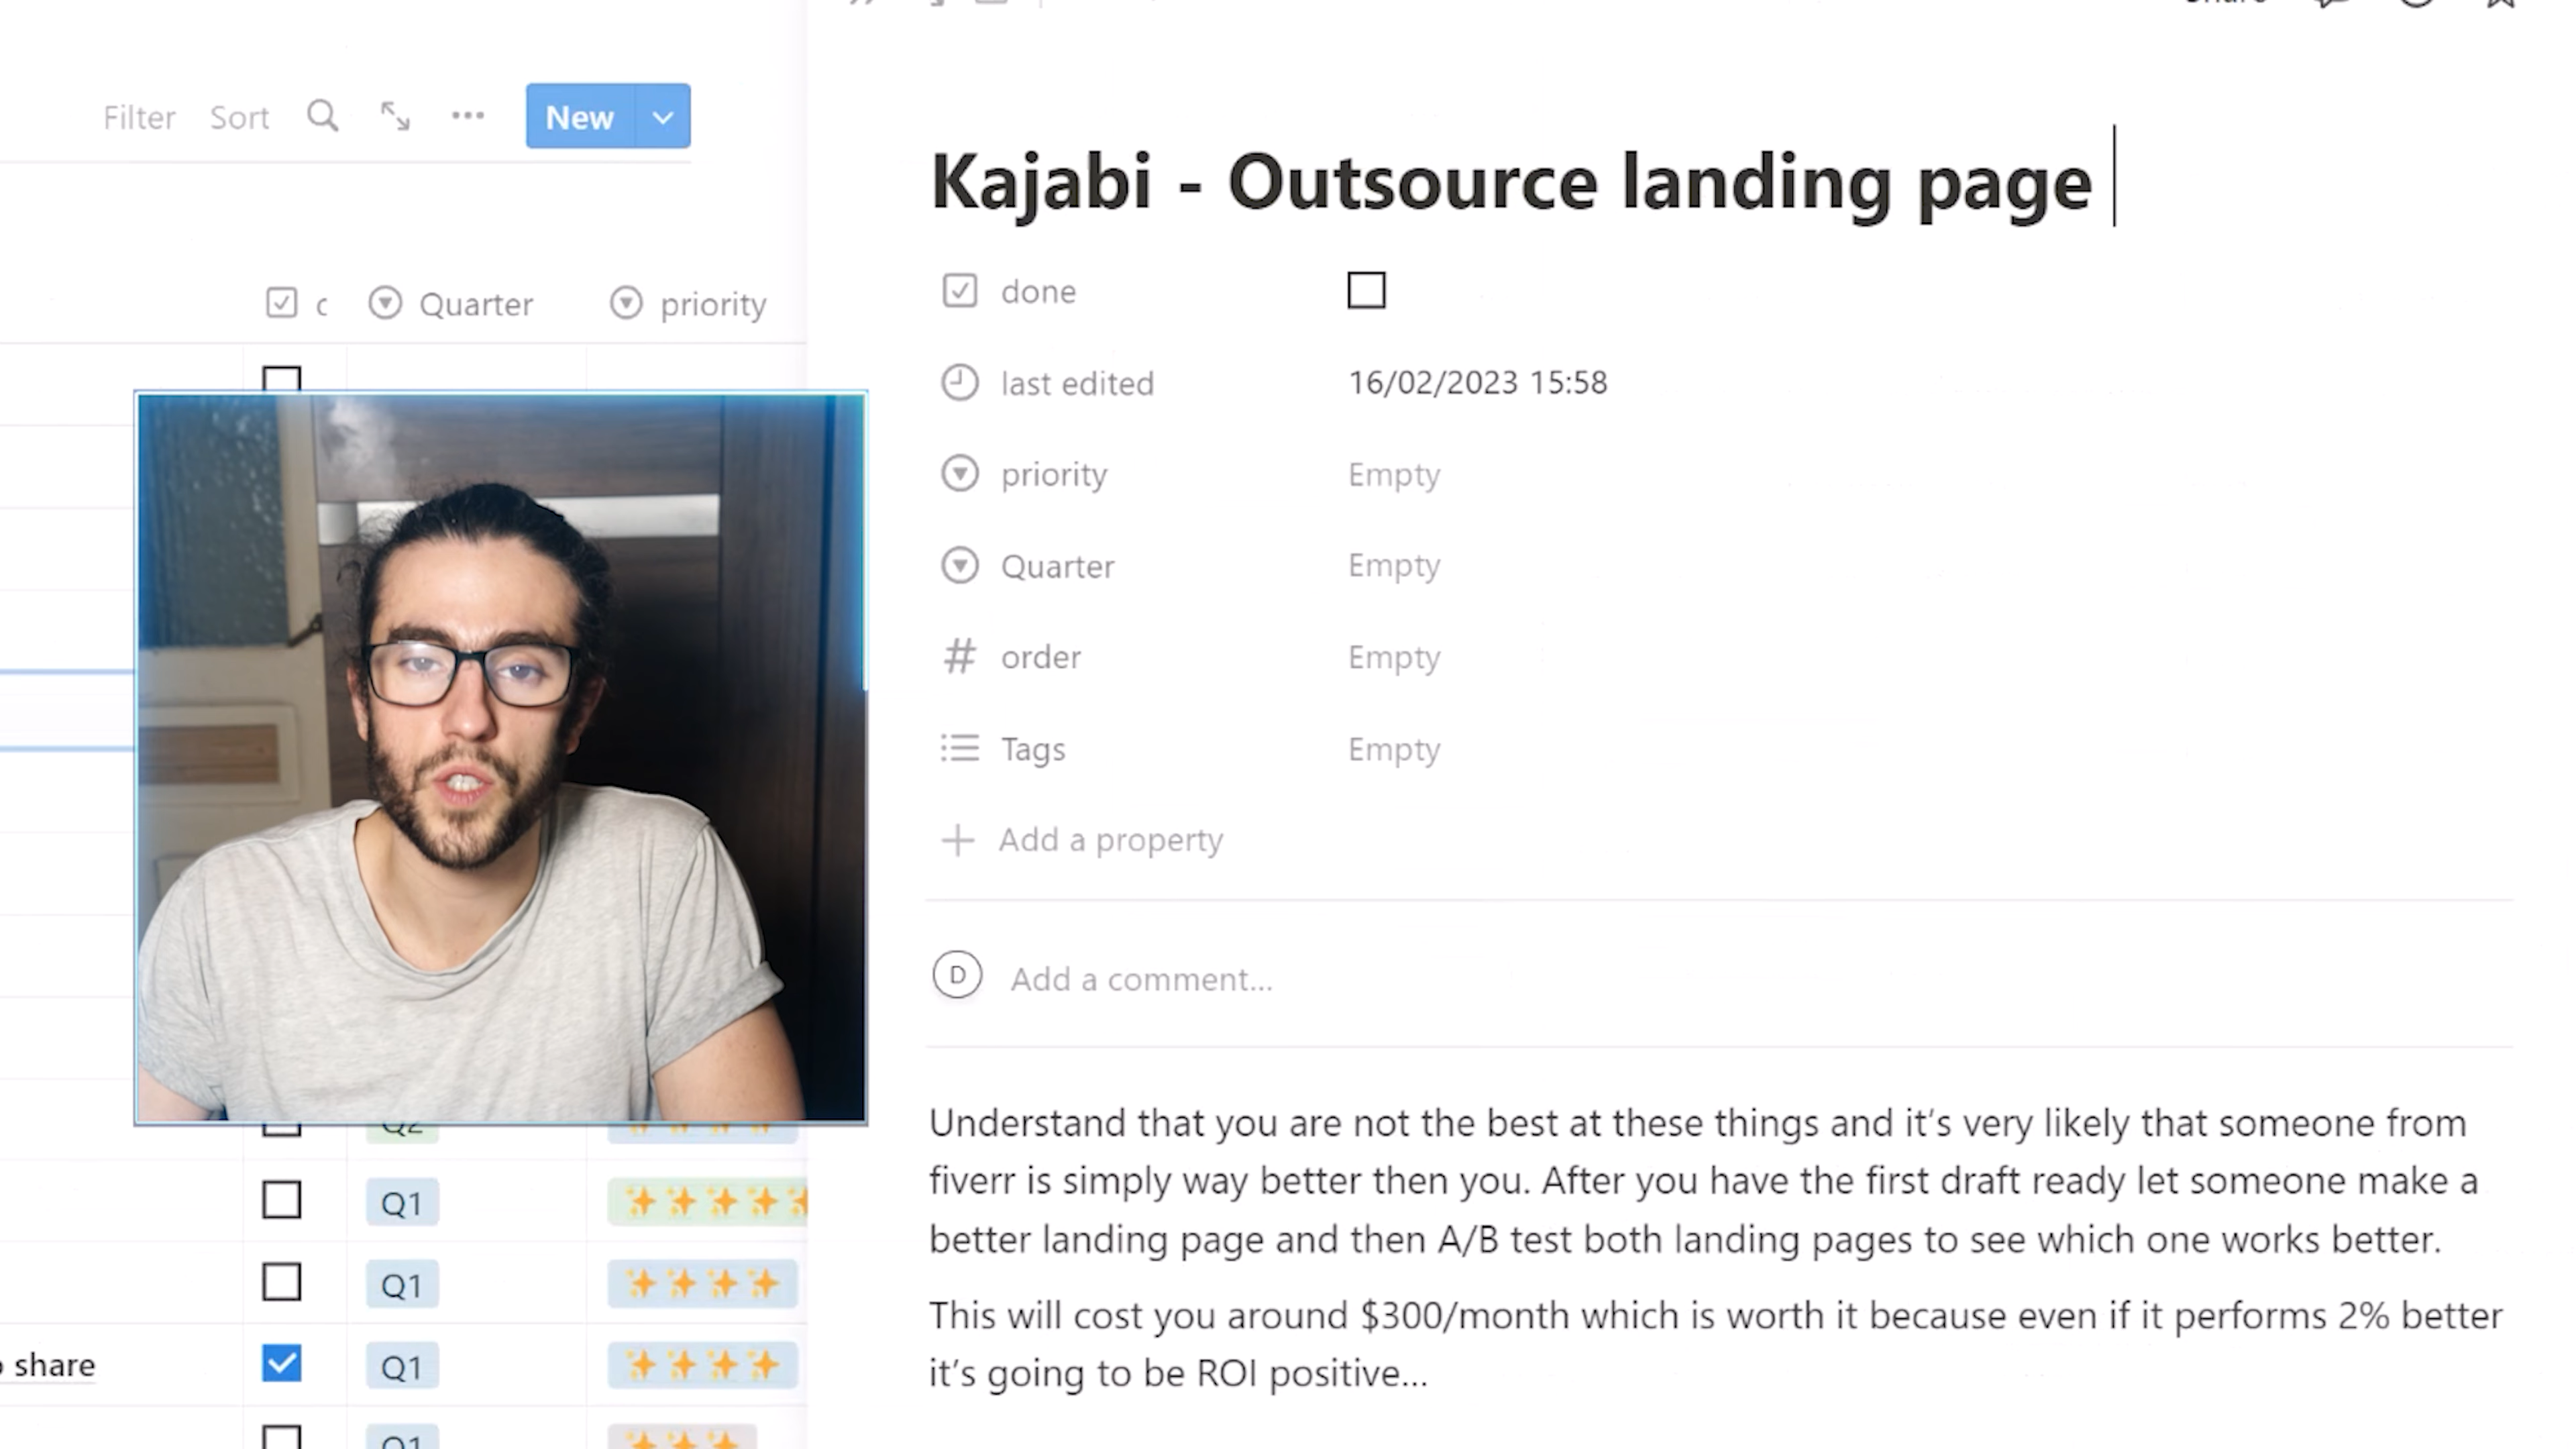 Share
Filter Sort New
Kajabi - Outsource landing page
done
c Quarter priority
last edited 16/02/2023 15:58
priority Empty
Quarter Empty
order Empty
Tags Empty
Add a property
D Add a comment...
Understand that you are not the best at these things and it's very likely that someone from
fiverr is simply way better then you. After you have the first draft ready let someone make a
better landing page and then A/B test both landing pages to see which one works better.
This will cost you around $300/month which is worth it because even if it performs 2% better
it's going to be ROI positive...
Q2
Q1
Q1
share Q1
Q1